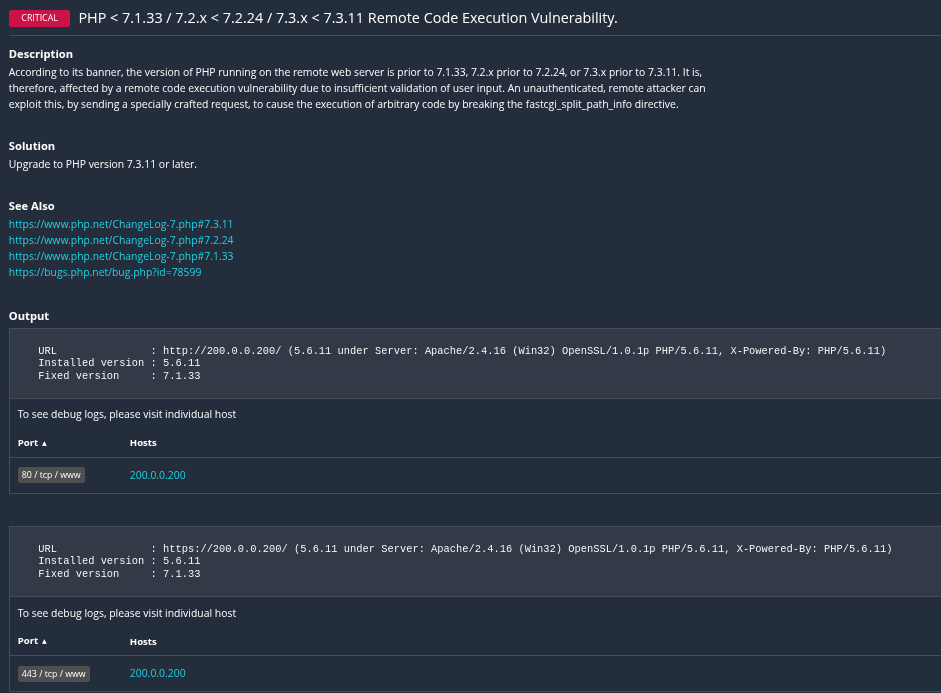 CRITICAL PHP < 7.1.33 / 7.2.x < 7.2.24 / 7.3.x < 7.3.11 Remote Code Execution Vulnerability.
Description
According to its banner, the version of PHP running on the remote web server is prior to 7.1.33, 7.2.x prior to 7.2.24, or 7.3.x prior to 7.3.11. It is,
therefore, affected by a remote code execution vulnerability due to insufficient validation of user input. An unauthenticated, remote attacker can
exploit this, by sending a specially crafted request, to cause the execution of arbitrary code by breaking the fastcgi_split_path_info directive.
Solution
Upgrade to PHP version 7.3.11 or later.
See Also
https://www.php.net/ChangeLog-7.php#7.3.11
https://www.php.net/ChangeLog-7.php#7.2.24
https://www.php.net/ChangeLog-7.php#7.1.33
https://bugs.php.net/bug.php?id=78599
Output
URL : http://200.0.0.200/ (5.6.11 under Server: Apache/2.4.16 (Win32) OpenSSL/1.0.1p PHP/5.6.11, X-Powered-By: PHP/5.6.11)
Installed version : 5.6.11
Fixed version : 7.1.33
To see debug logs, please visit individual host
Port ▲ Hosts
80 / tcp / www 200.0.0.200
URL : https://200.0.0.200/ (5.6.11 under Server: Apache/2.4.16 (Win32) OpenSSL/1.0.1p PHP/5.6.11, X-Powered-By: PHP/5.6.11)
Installed version : 5.6.11
Fixed version : 7.1.33
To see debug logs, please visit individual host
Port ▲ Hosts
443 / tcp / www 200.0.0.200